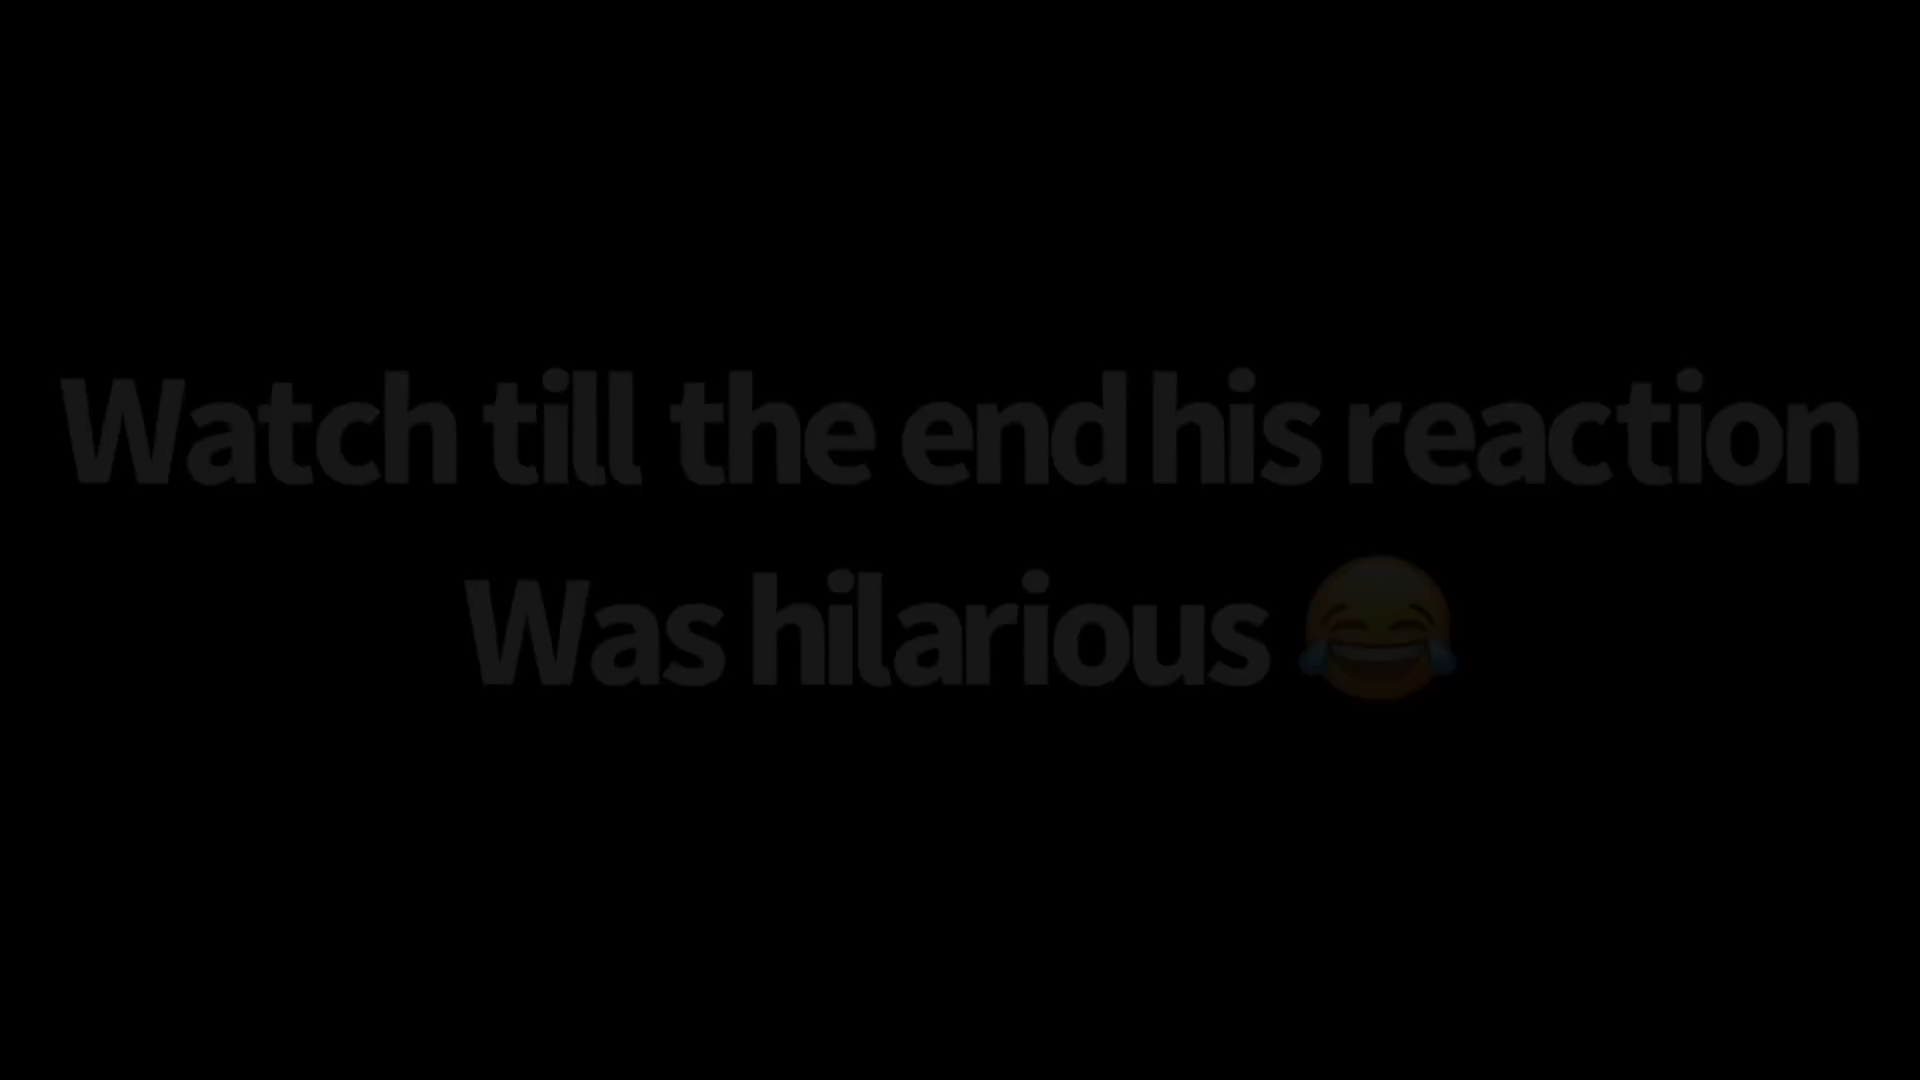 Watch till the end his reaction
Was hilarious 😂